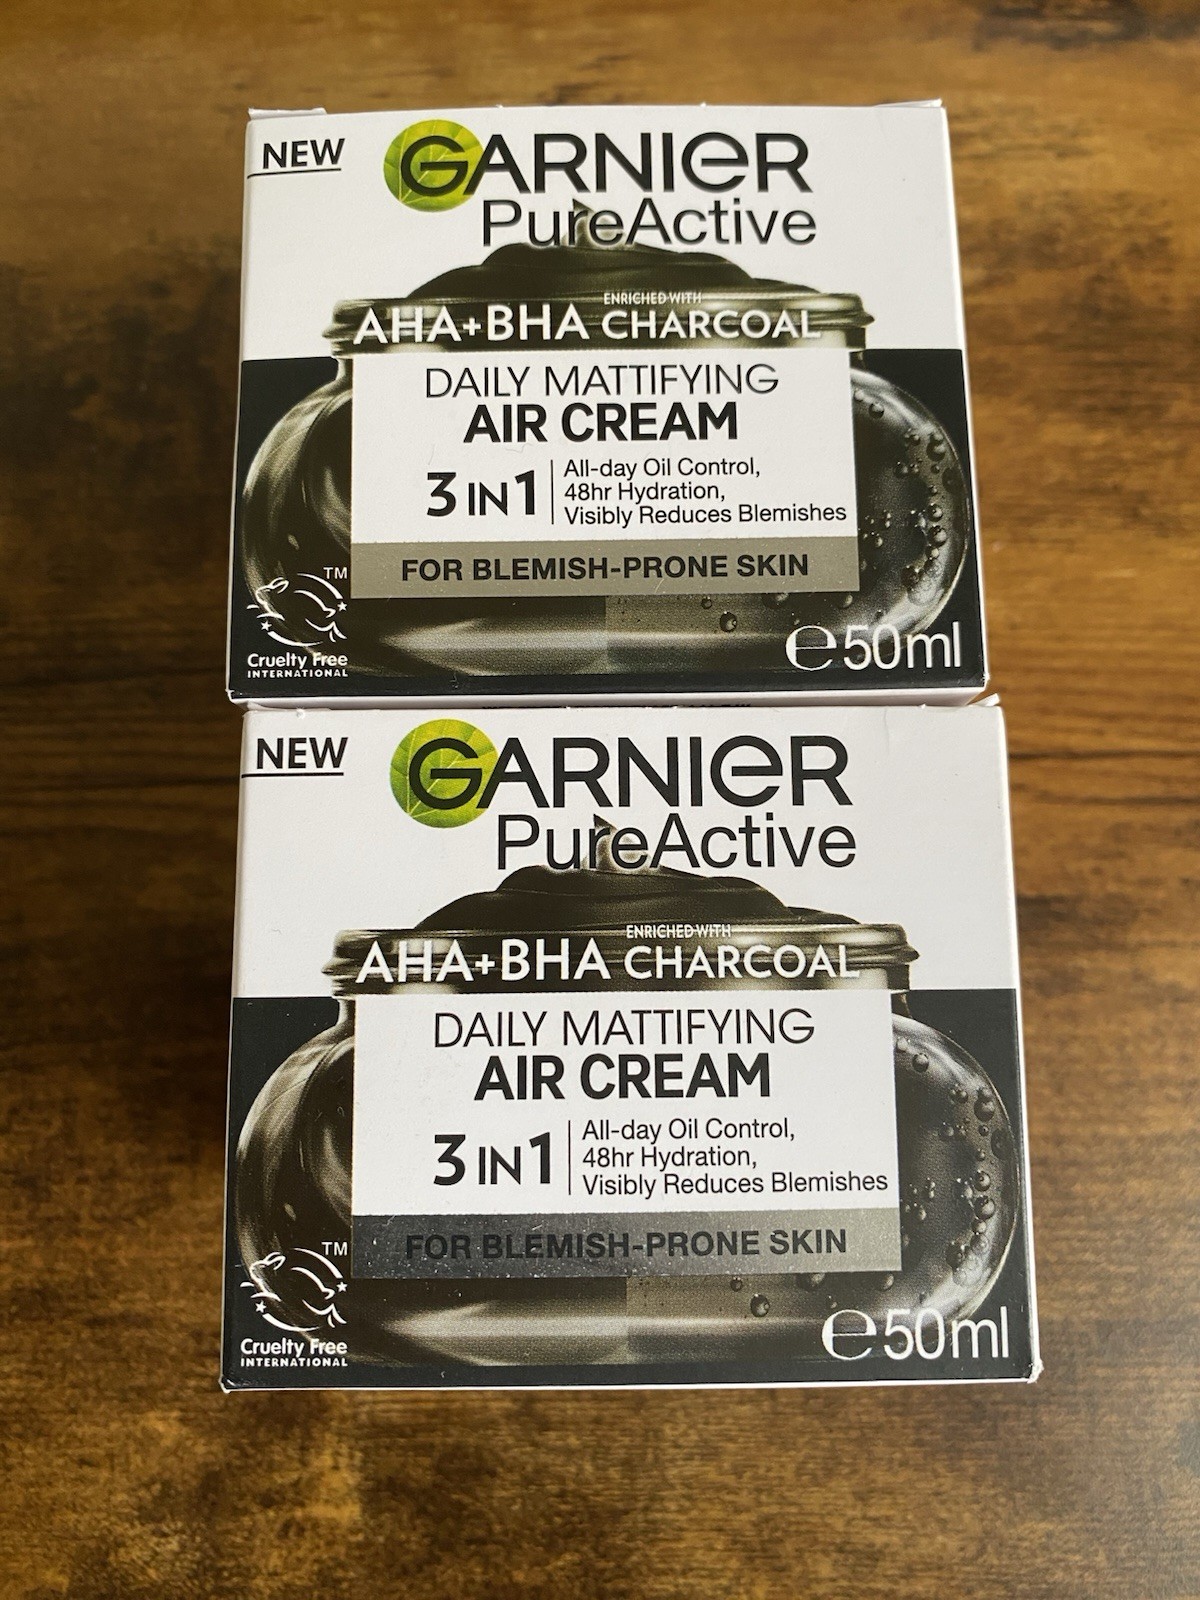 NEW
GARNIER
PureActive
AHA+BHA ENRICHED WITH CHARCOAL
DAILY MATTIFYING
AIR CREAM
3 IN 1
All-day Oil Control,
48hr Hydration,
Visibly Reduces Blemishes
FOR BLEMISH-PRONE SKIN
TM
Cruelty Free
INTERNATIONAL
℮50ml
NEW
GARNIER
PureActive
AHA+BHA ENRICHED WITH CHARCOAL
DAILY MATTIFYING
AIR CREAM
3 IN 1
All-day Oil Control,
48hr Hydration,
Visibly Reduces Blemishes
FOR BLEMISH-PRONE SKIN
TM
Cruelty Free
INTERNATIONAL
℮50ml